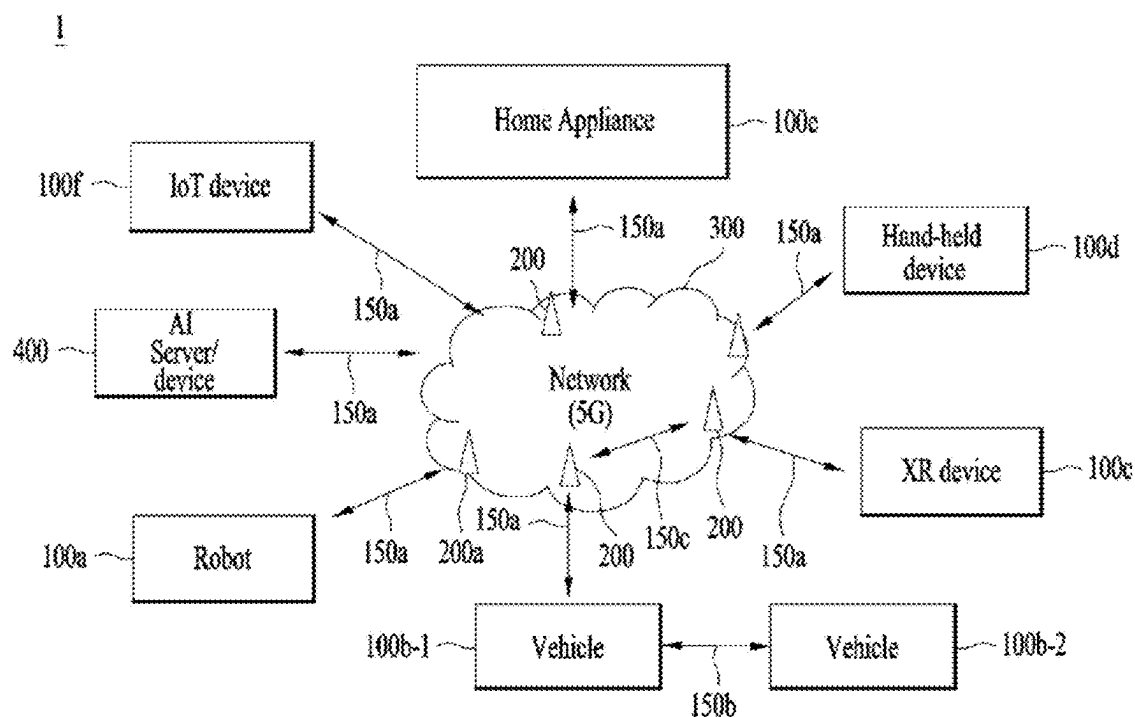 1
Home Appliance
100e
IoT device
100f
150a
300
150a
Hand-held
device
100d
200
150a
AI
Server/
device
400
150a
Network
(5G)
XR device
100c
150a
200a
150a
200
150c
200
150a
Robot
100a
100b-1
Vehicle
Vehicle
100b-2
150b